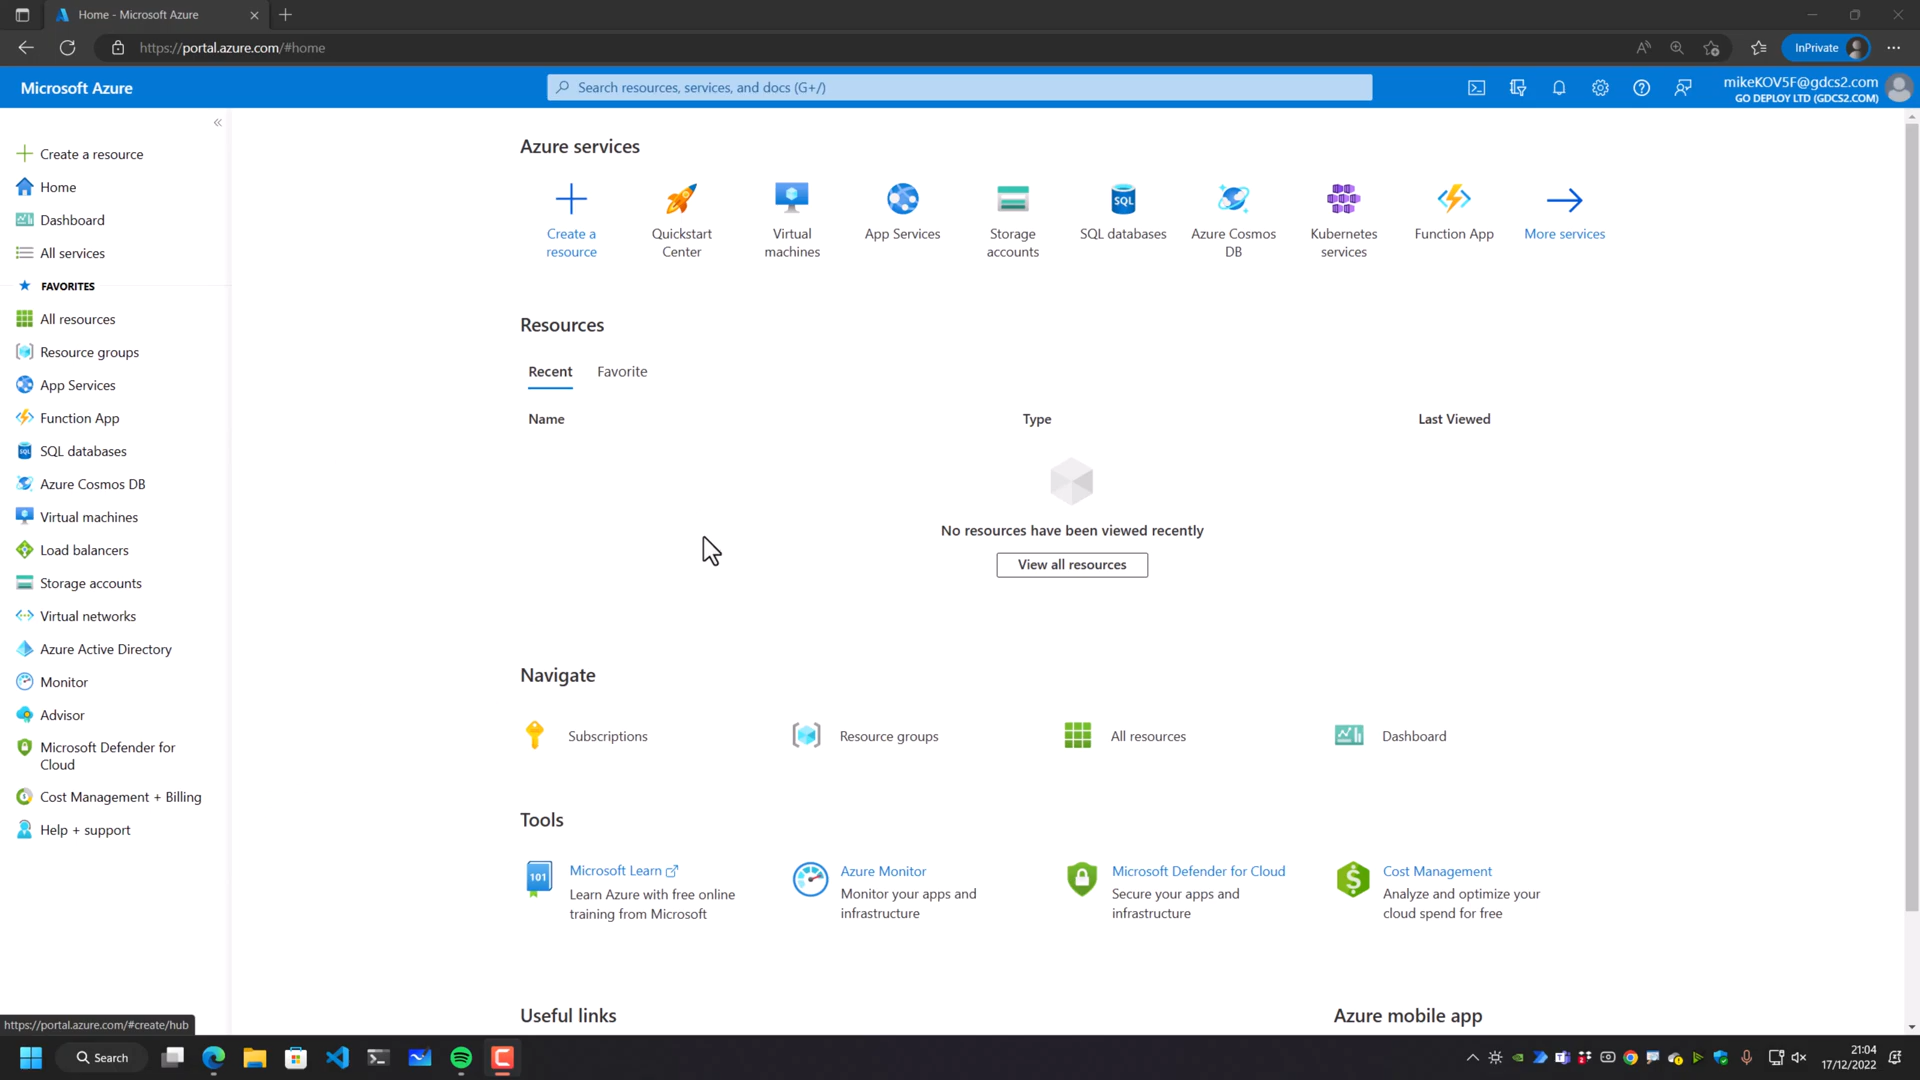 Home - Microsoft Azure
https://portal.azure.com/#home
InPrivate
Microsoft Azure
Search resources, services, and docs (G+/)
mikeKOV5F@gdcs2.com
GO DEPLOY LTD (GDCS2.COM)
Create a resource
Home
Dashboard
All services
FAVORITES
All resources
Resource groups
App Services
Function App
SQL databases
Azure Cosmos DB
Virtual machines
Load balancers
Storage accounts
Virtual networks
Azure Active Directory
Monitor
Advisor
Microsoft Defender for
Cloud
Cost Management + Billing
Help + support
https://portal.azure.com/#create/hub
Azure services
Create a
resource
Quickstart
Center
Virtual
machines
App Services
Storage
accounts
SQL
SQL databases
Azure Cosmos
DB
Kubernetes
services
Function App
More services
Resources
Recent
Favorite
Name
Type
Last Viewed
No resources have been viewed recently
View all resources
Navigate
Subscriptions
Resource groups
All resources
Dashboard
Tools
101
Microsoft Learn
Learn Azure with free online
training from Microsoft
Azure Monitor
Monitor your apps and
infrastructure
Microsoft Defender for Cloud
Secure your apps and
infrastructure
Cost Management
Analyze and optimize your
cloud spend for free
Useful links
Azure mobile app
Search
21:04
17/12/2022